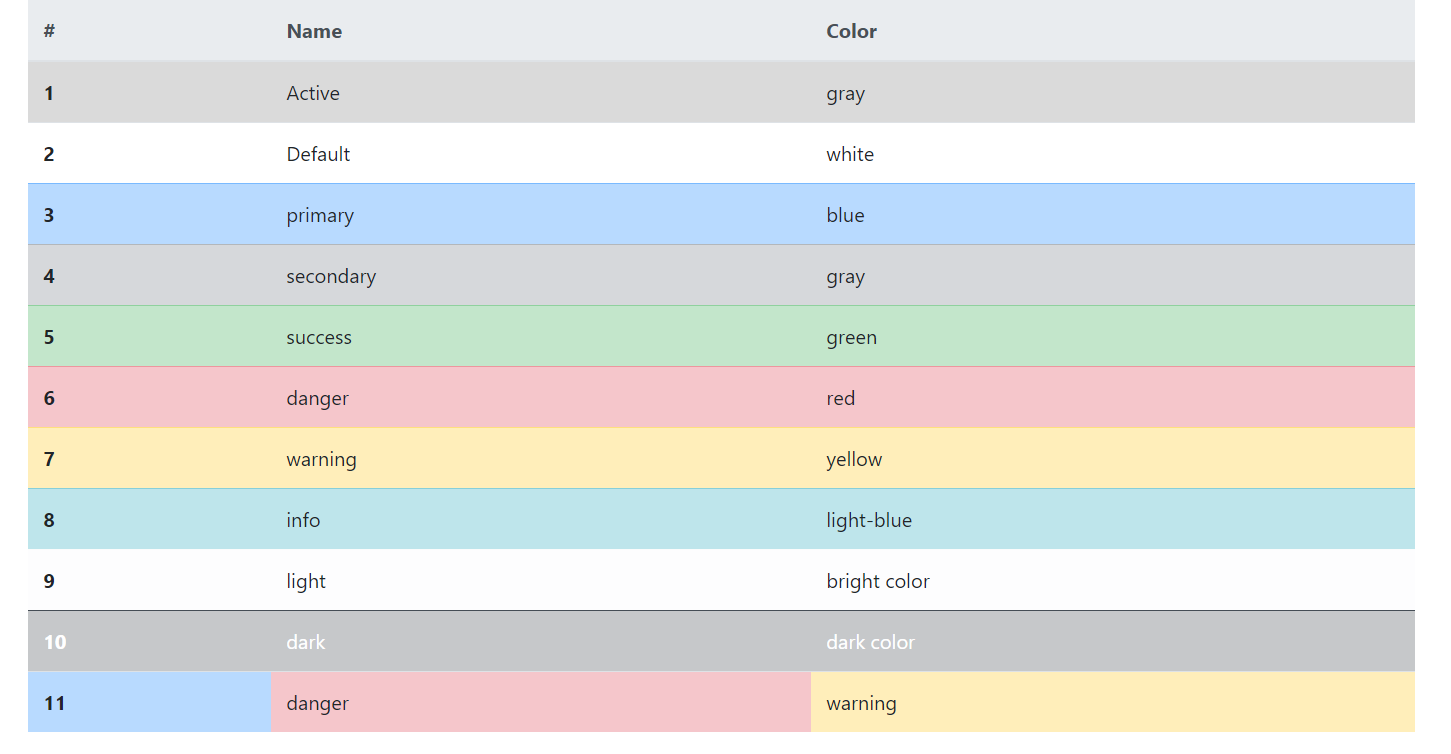 # Name Color
1 Active gray
2 Default white
3 primary blue
4 secondary gray
5 success green
6 danger red
7 warning yellow
8 info light-blue
9 light bright color
10 dark dark color
11 danger warning